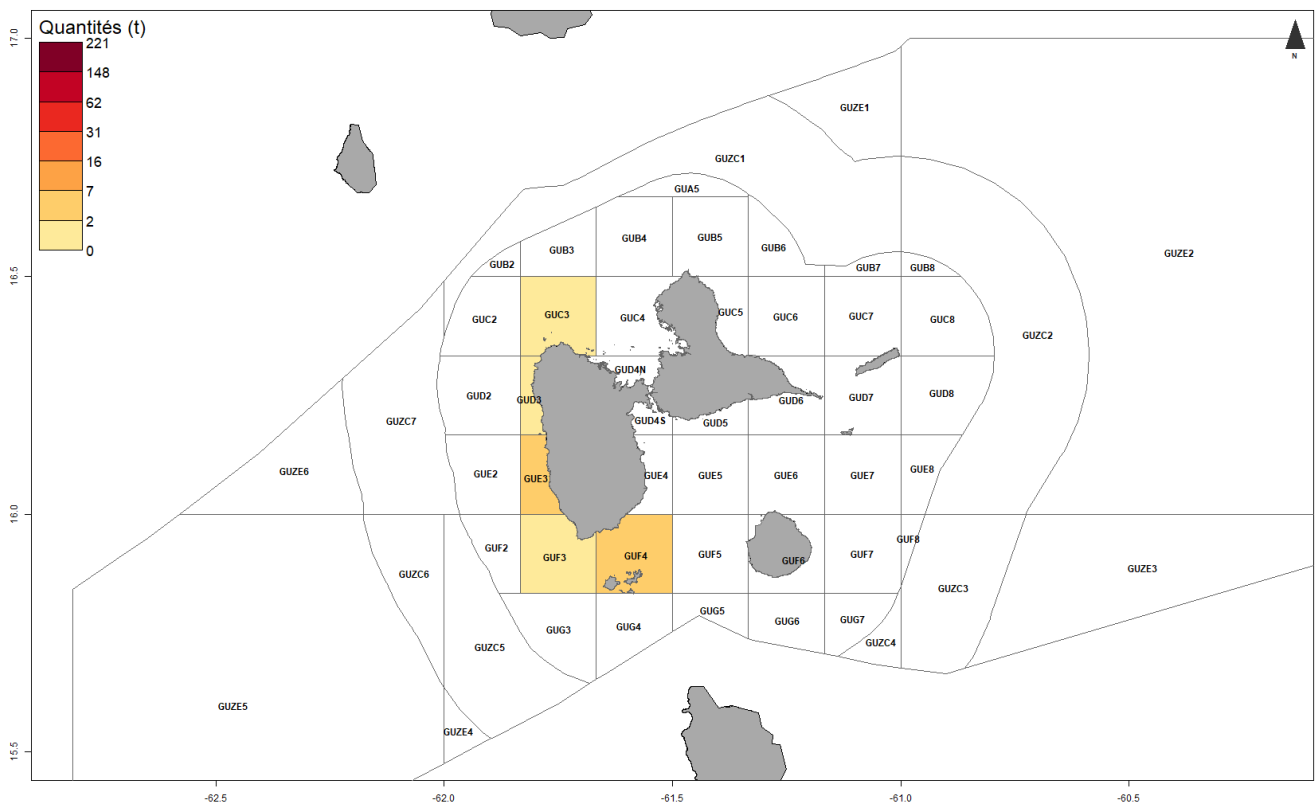 Quantités (t)
221
148
62
31
16
7
2
0
N
17.0
16.5
16.0
15.5
-62.5
-62.0
-61.5
-61.0
-60.5
GUZE1
GUZC1
GUA5
GUB2
GUB3
GUB4
GUB5
GUB6
GUB7
GUB8
GUZE2
GUC2
GUC3
GUC4
GUC5
GUC6
GUC7
GUC8
GUZC2
GUD4N
GUZC7
GUD2
GUD3
GUD4S
GUD5
GUD6
GUD7
GUD8
GUZE6
GUE2
GUE3
GUE4
GUE5
GUE6
GUE7
GUE8
GUF2
GUF3
GUF4
GUF5
GUF6
GUF7
GUF8
GUZE3
GUZC6
GUZC3
GUZC5
GUG3
GUG4
GUG5
GUG6
GUG7
GUZC4
GUZE5
GUZE4